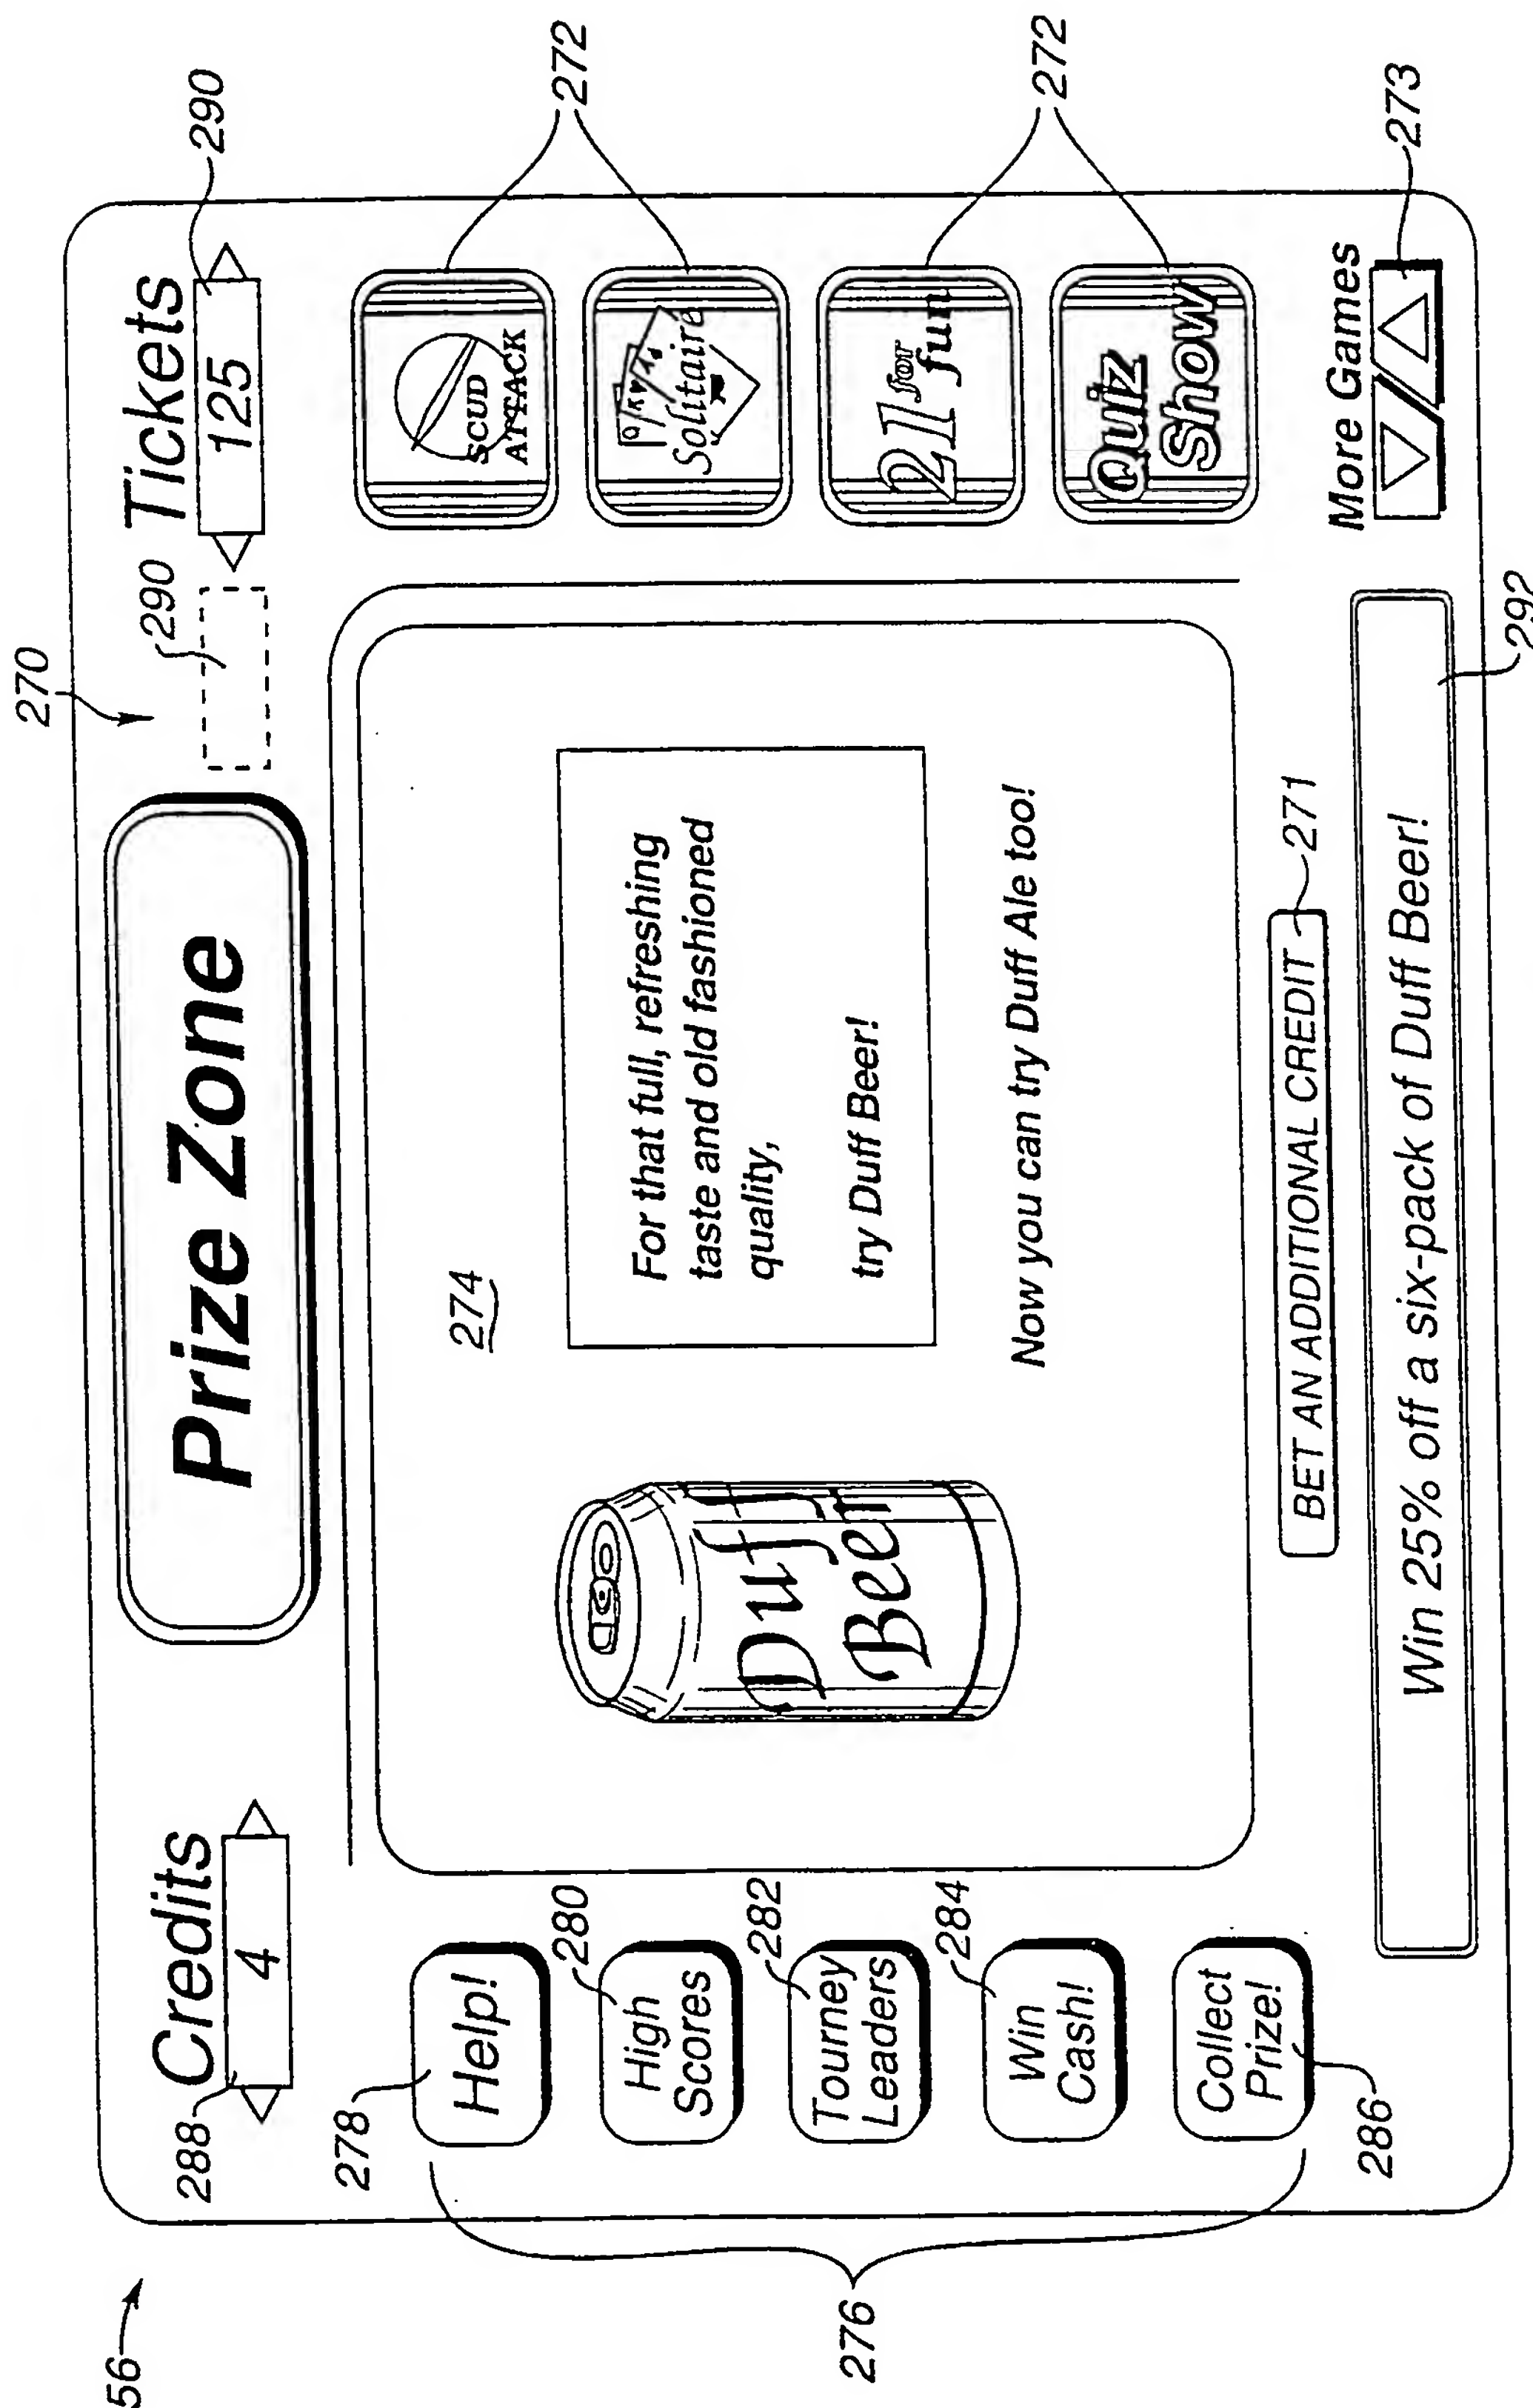 56
270
Credits
4
288
Prize Zone
290
Tickets
125
290
278
Help!
280
High
Scores
282
Tourney
Leaders
284
Win
Cash!
Collect
Prize!
286
276
274
Duff
Beer
For that full, refreshing
taste and old fashioned
quality,
try Duff Beer!
Now you can try Duff Ale too!
SCUD
ATTACK
272
Solitaire
21 for
fun
272
Quiz
Show
BET AN ADDITIONAL CREDIT
271
More Games
273
Win 25% off a six-pack of Duff Beer!
292